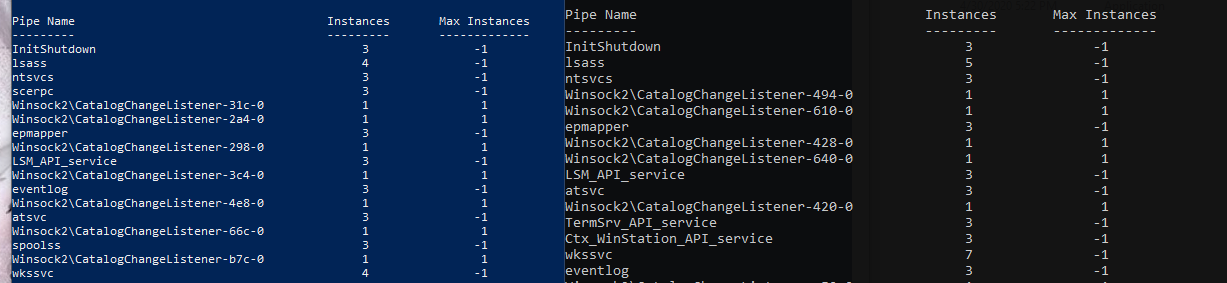 Pipe Name Instances Max Instances
--------- --------- -------------
InitShutdown 3 -1
lsass 4 -1
ntsvcs 3 -1
scerpc 3 -1
Winsock2\CatalogChangeListener-31c-0 1 1
Winsock2\CatalogChangeListener-2a4-0 1 1
epmapper 3 -1
Winsock2\CatalogChangeListener-298-0 1 1
LSM_API_service 3 -1
Winsock2\CatalogChangeListener-3c4-0 1 1
eventlog 3 -1
Winsock2\CatalogChangeListener-4e8-0 1 1
atsvc 3 -1
Winsock2\CatalogChangeListener-66c-0 1 1
spoolss 3 -1
Winsock2\CatalogChangeListener-b7c-0 1 1
wkssvc 4 -1
Pipe Name Instances Max Instances
--------- --------- -------------
InitShutdown 3 -1
lsass 5 -1
ntsvcs 3 -1
Winsock2\CatalogChangeListener-494-0 1 1
Winsock2\CatalogChangeListener-610-0 1 1
epmapper 3 -1
Winsock2\CatalogChangeListener-428-0 1 1
Winsock2\CatalogChangeListener-640-0 1 1
LSM_API_service 3 -1
atsvc 3 -1
Winsock2\CatalogChangeListener-420-0 1 1
TermSrv_API_service 3 -1
Ctx_WinStation_API_service 3 -1
wkssvc 7 -1
eventlog 3 -1